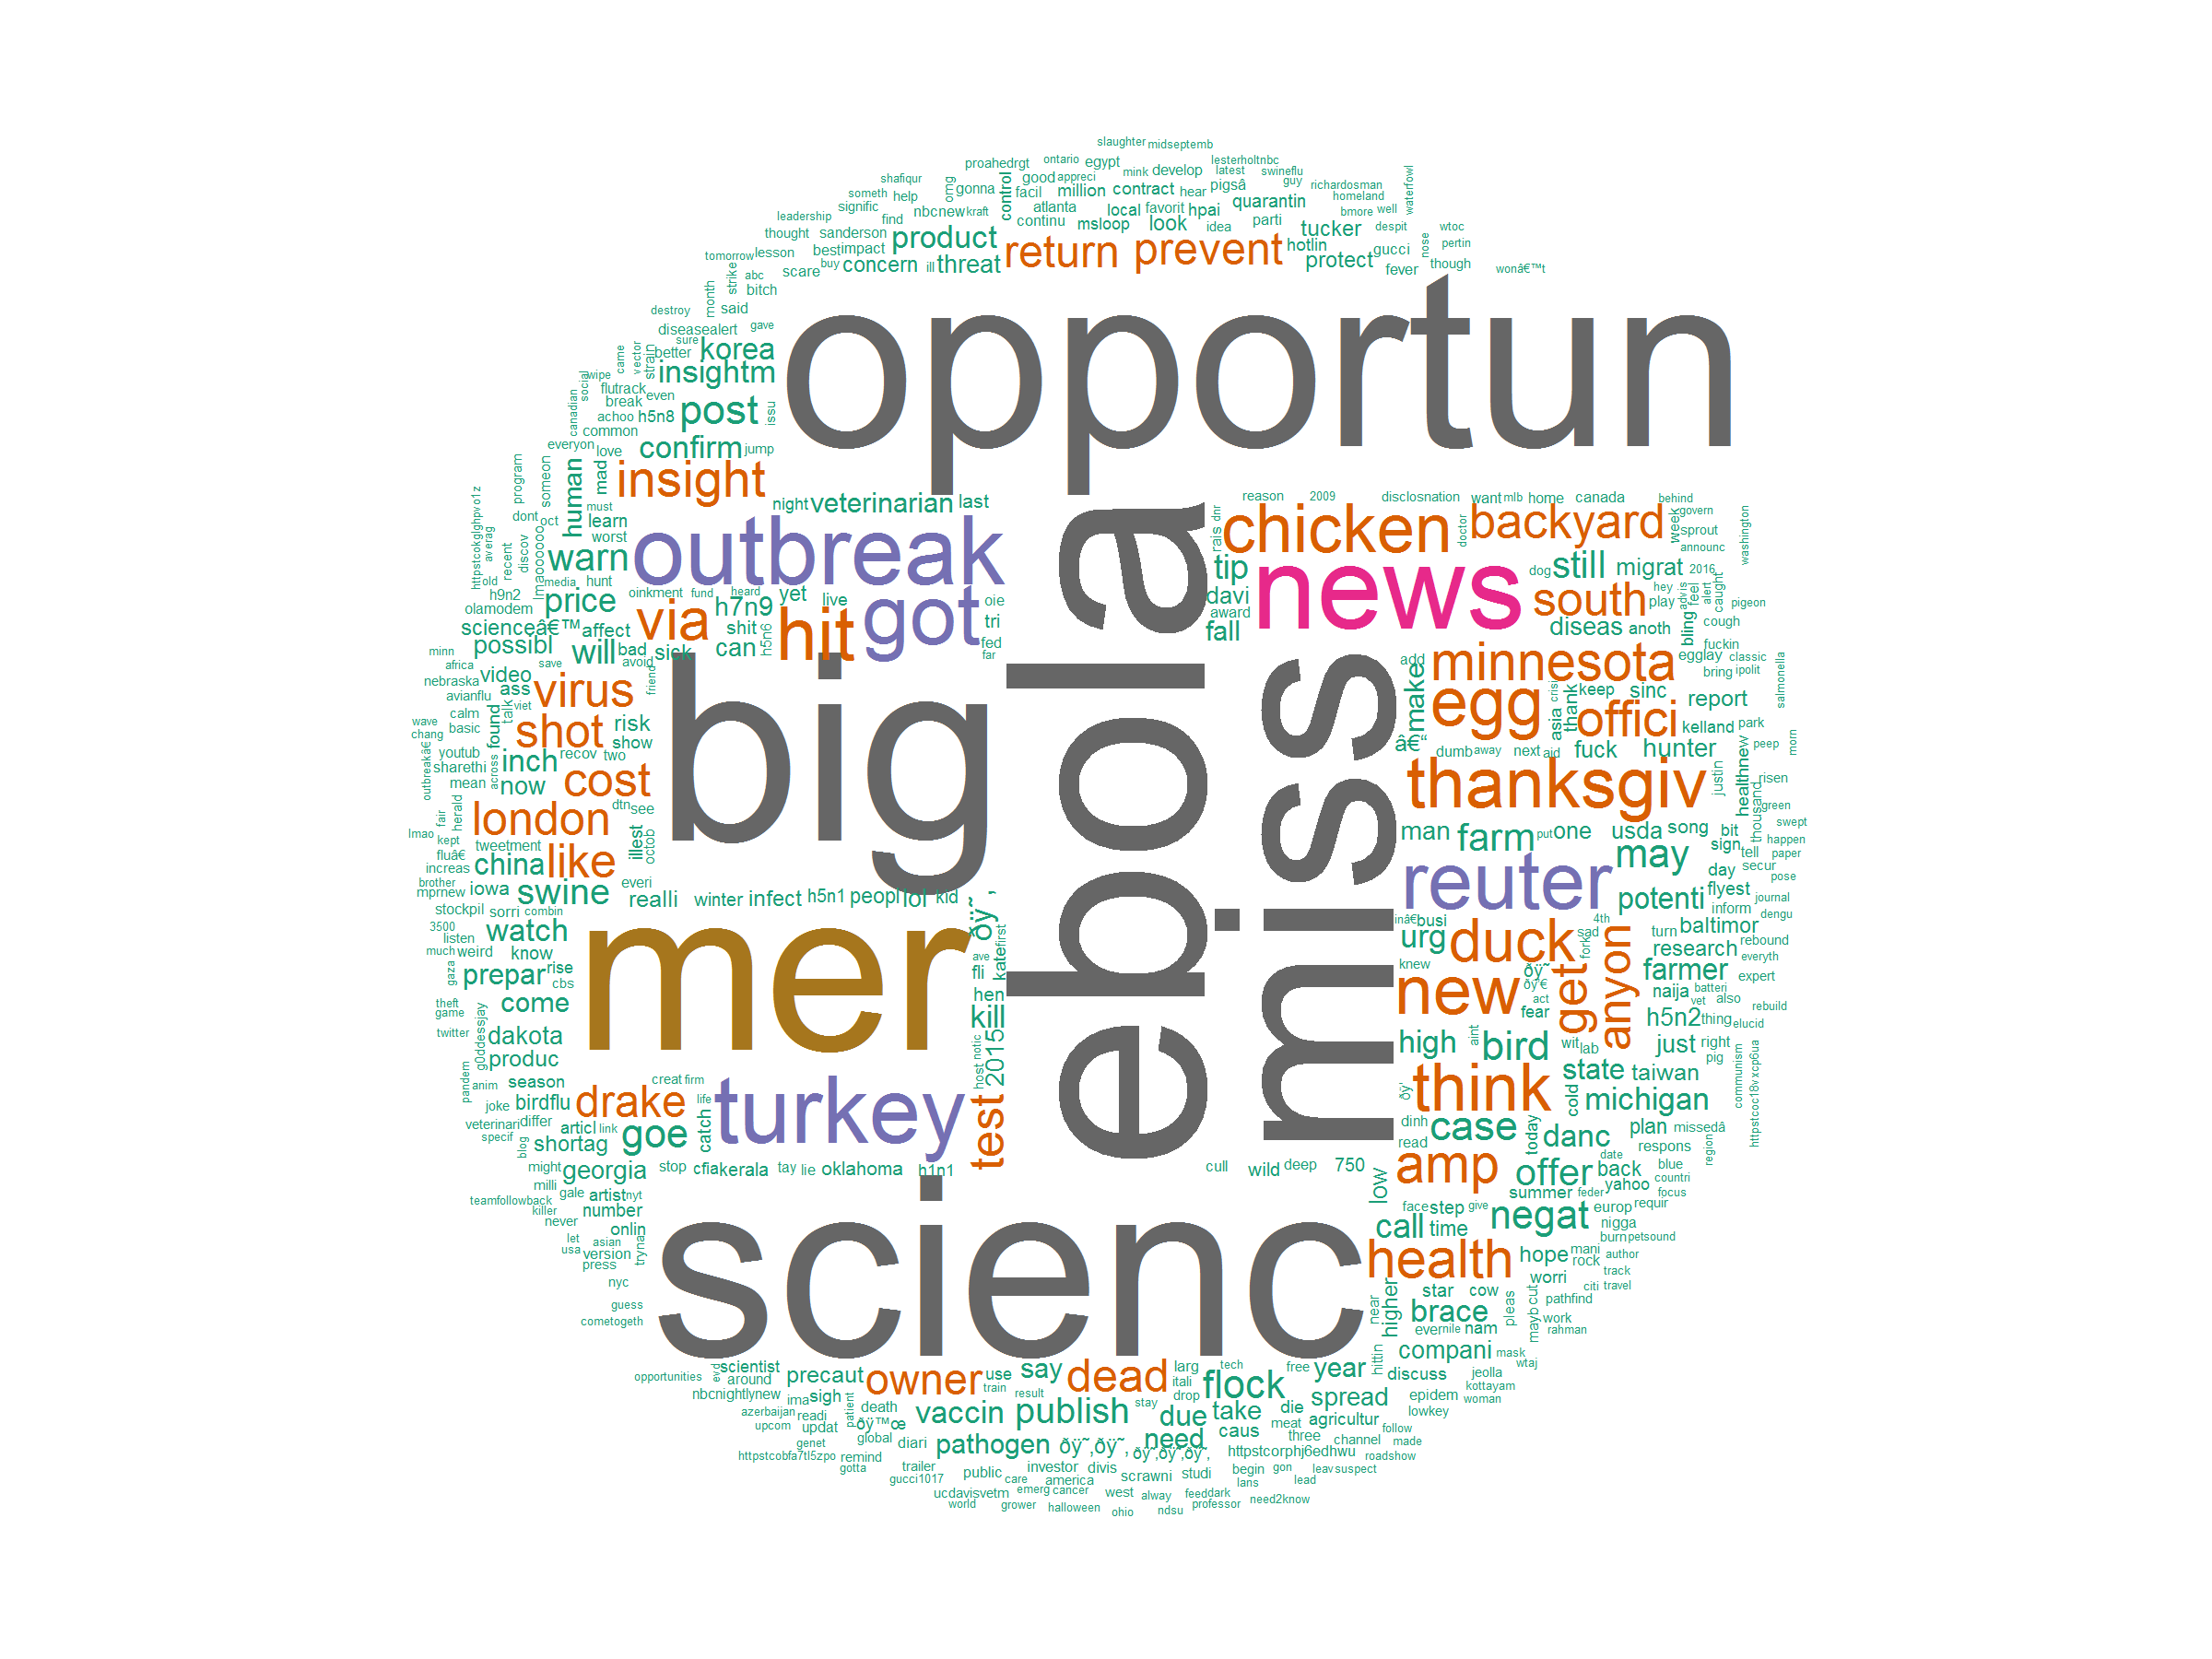 slaughter midseptemb
proahedrgt ontario egypt lesterholtnbc
mink develop latest swineflu
shafiqur omg good appreci guy waterfowl
someth help gonna facil million contract hear pigsâ richardosman
signific control quarantin homeland
leadership find nbcnew kraft atlanta local favorit hpai bmore well
thought sanderson product continu msloop look idea parti tucker despit wtoc
tomorrow lesson best impact return prevent hotlin gucci nose pertin
buy concern ill threat protect fever though
strike abc scare wonâ€™t
month bitch
destroy said
diseasealert gave opportun
came vector sure
better korea
social wipe strain insightm
canadian flutrack even
break post
achoo h5n8 issu
common
everyon love confirm jump
program someon human mad insight
httpstcokglghpvo1z must night veterinarian last reason 2009 disclosnation want mlb home canada behind
dont oct learn dnr chicken doctor backyard week govern
averag worst outbreak rais sprout washington
recent discov lmaooooooo warn announc
old media hunt tip news dog still migrat 2016
h9n2 price oinkment fund heard yet live oie davi south hey advis feel alert caught
olamodem via h7n9 hit got award play pigeon
scienceâ€™ affect shit h5n6 tri fall diseas anoth bling cough
possibl will bad sick can fed fuckin
minn avoid far add minnesota egglay classic
africa save friend big ebola miss bring ipolit
nebraska video ass virus make egg asia crisi keep sinc report salmonella
avianflu viet thank offici
wave calm talk shot risk kelland park
chang basic found show â€“ dumb away next aid fuck hunter healthnew peep morn
outbreakâ€ youtub across inch recov two
sharethi cost thanksgiv justin risen
mean now thousand green
fair herald london dtn see swept
lmao illest man farm put one usda song bit happen
kept tweetment octob sign
fluâ€ china like may tell paper
increas day secur
brother everi reuter pose
mprnew iowa swine realli winter infect h5n1 peopl lol kid potenti flyest journal
stockpil sorri combin ðÿ˜‚ inâ€ busi inform dengu
3500 watch mer katefirst urg duck sad 4th turn baltimor
listen fork anyon research rebound
much weird know ave knew everyth
gaza prepar rise fli new ðÿ˜ get farmer expert
cbs hen ðÿ’€ naija batteri
theft come kill act vet also rebuild
game g0ddessjay fear h5n2 thing elucid
twitter dakota 2015 high aint bird wit lab just right
produc host notic pig
pandem anim season creat firm think state taiwan communism httpstcoc18vxcp6ua
joke birdflu drake life turkey ðÿ' cold michigan
veterinari differ articl link catch test dinh case today plan missedâ
specif shortag goe read danc respons region
blog might georgia stop cfia kerala tay lie oklahoma h1n1 cull wild deep 750 amp offer back date blue
milli low yahoo countri
teamfollowback gale artist nyt scienc face step give summer feder focus
killer number negat europ requir
never onlin call time nigga
let asian health burn petsound
usa version tryna hope mani author
press worri rock
nyc near higher star cow citi track travel
guess pleas cut pathfind
cometogeth brace mayb work
ever nile nam rahman
compani mask
opportunities evd scientist precaut owner use say dead larg tech free year hittin discuss wtaj
around train itali flock jeolla
nbcnightlynew ima sigh result drop spread epidem kottayam woman
azerbaijan readi patient death vaccin publish stay due take die agricultur lowkey
upcom updat ðÿ™œ need caus meat follow
genet global diari pathogen ðÿ˜‚ðÿ˜‚ ðÿ˜‚ðÿ˜‚ðÿ˜‚ three channel made
httpstcobfa7tl5zpo remind httpstcorphj6edhwu roadshow
gotta trailer public investor divis scrawni studi begin gon leav suspect
gucci1017 care america lans lead
ucdavisvetm emerg cancer west alway feed dark need2know
world grower halloween ohio ndsu professor